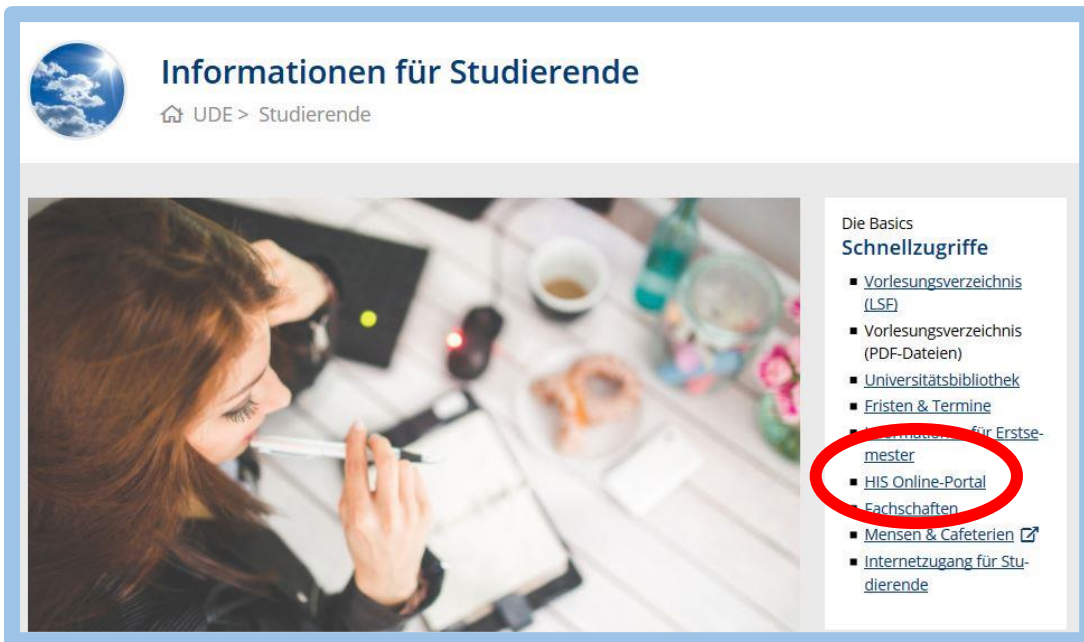 Informationen für Studierende
UDE > Studierende
Die Basics
Schnellzugriffe
Vorlesungsverzeichnis
(LSF)
Vorlesungsverzeichnis
(PDF-Dateien)
Universitätsbibliothek
Fristen & Termine
Informationen für Erstse-
mester
HIS Online-Portal
Fachschaften
Mensen & Cafeterien
Internetzugang für Stu-
dierende